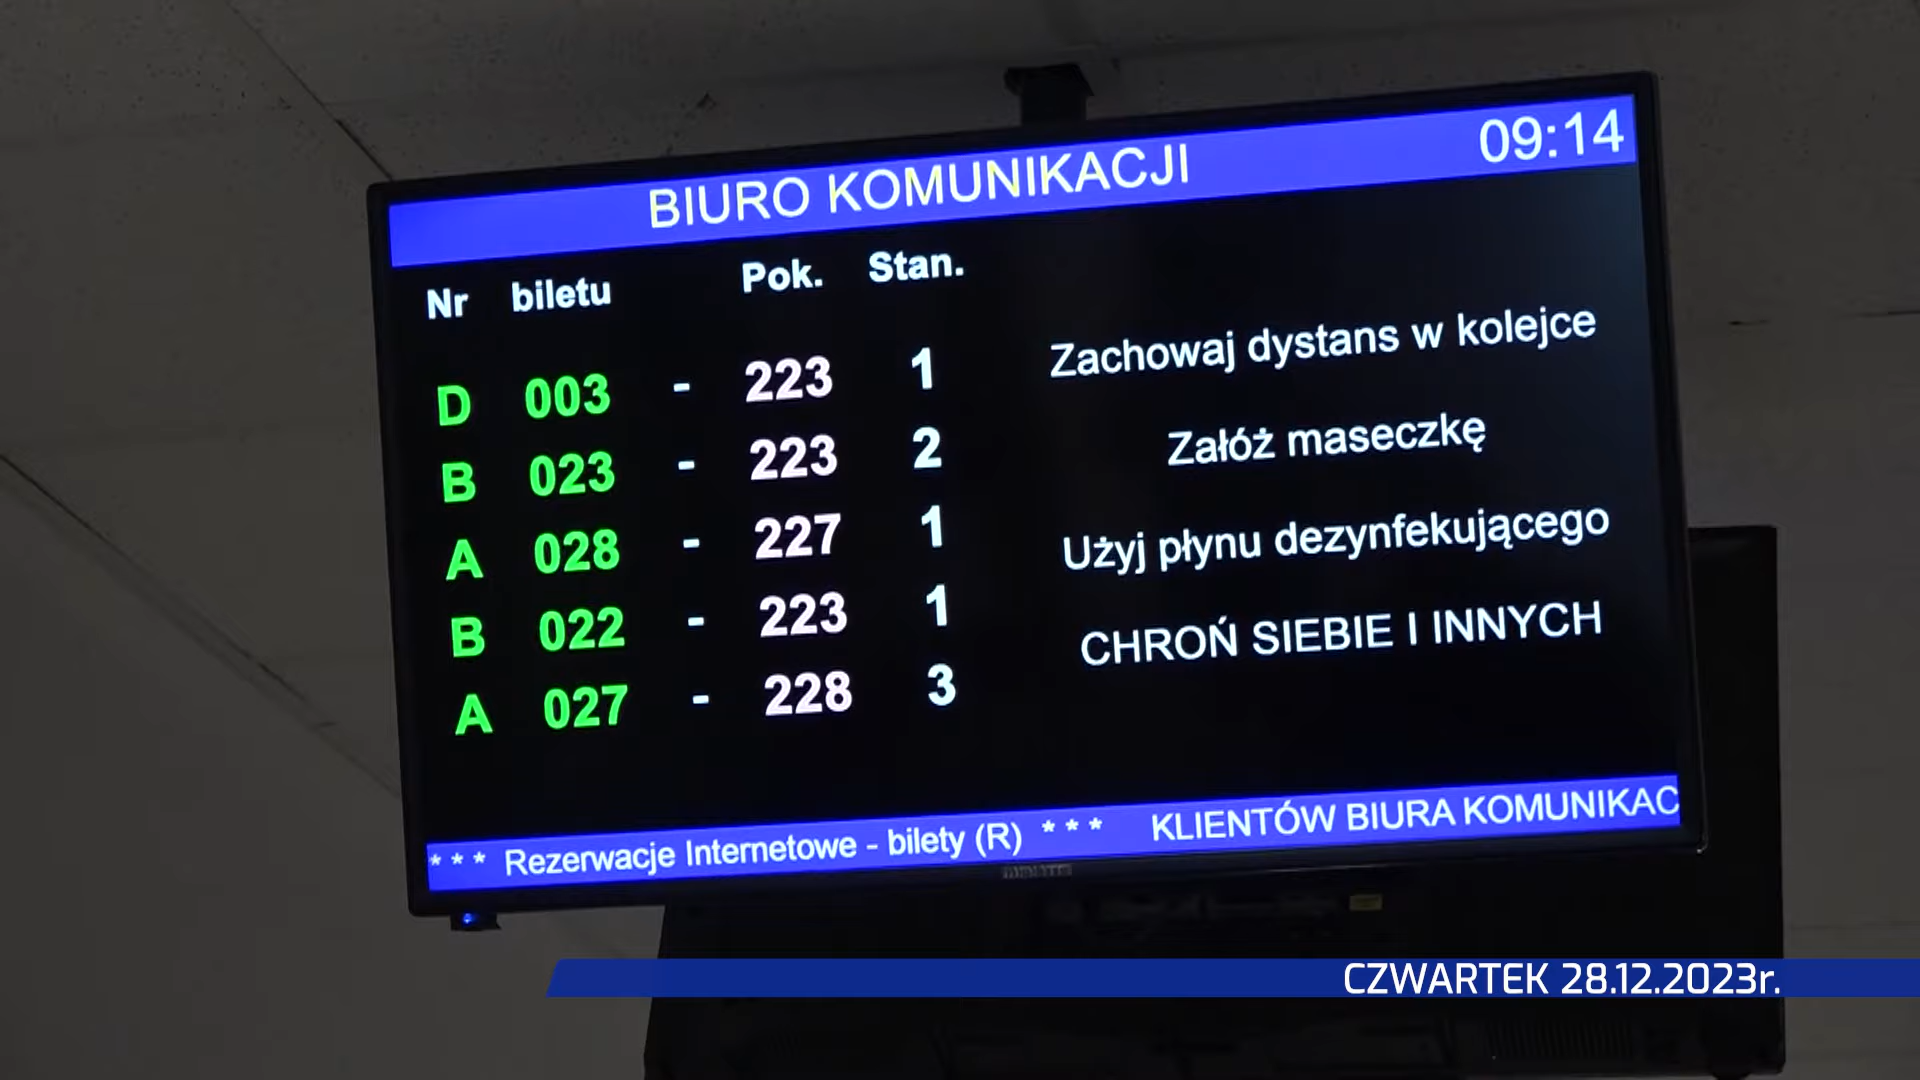 BIURO KOMUNIKACJI 09:14
Nr biletu Pok. Stan.
D 003 - 223 1
B 023 - 223 2
A 028 - 227 1
B 022 - 223 1
A 027 - 228 3
Zachowaj dystans w kolejce
Załóż maseczkę
Użyj płynu dezynfekującego
CHROŃ SIEBIE I INNYCH
* * * Rezerwacje Internetowe - bilety (R) * * * KLIENTÓW BIURA KOMUNIKAC
CZWARTEK 28.12.2023r.